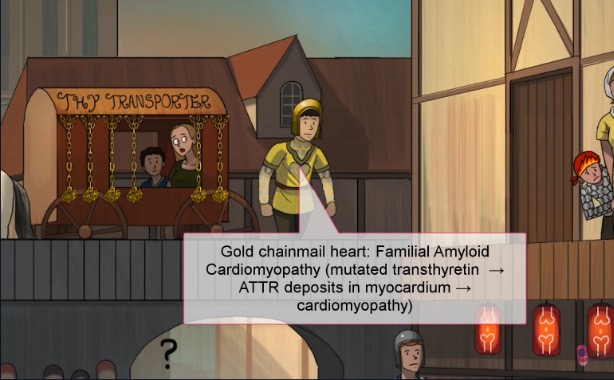 THY TRANSPORTER
Gold chainmail heart: Familial Amyloid
Cardiomyopathy (mutated transthyretin →
ATTR deposits in myocardium →
cardiomyopathy)
?